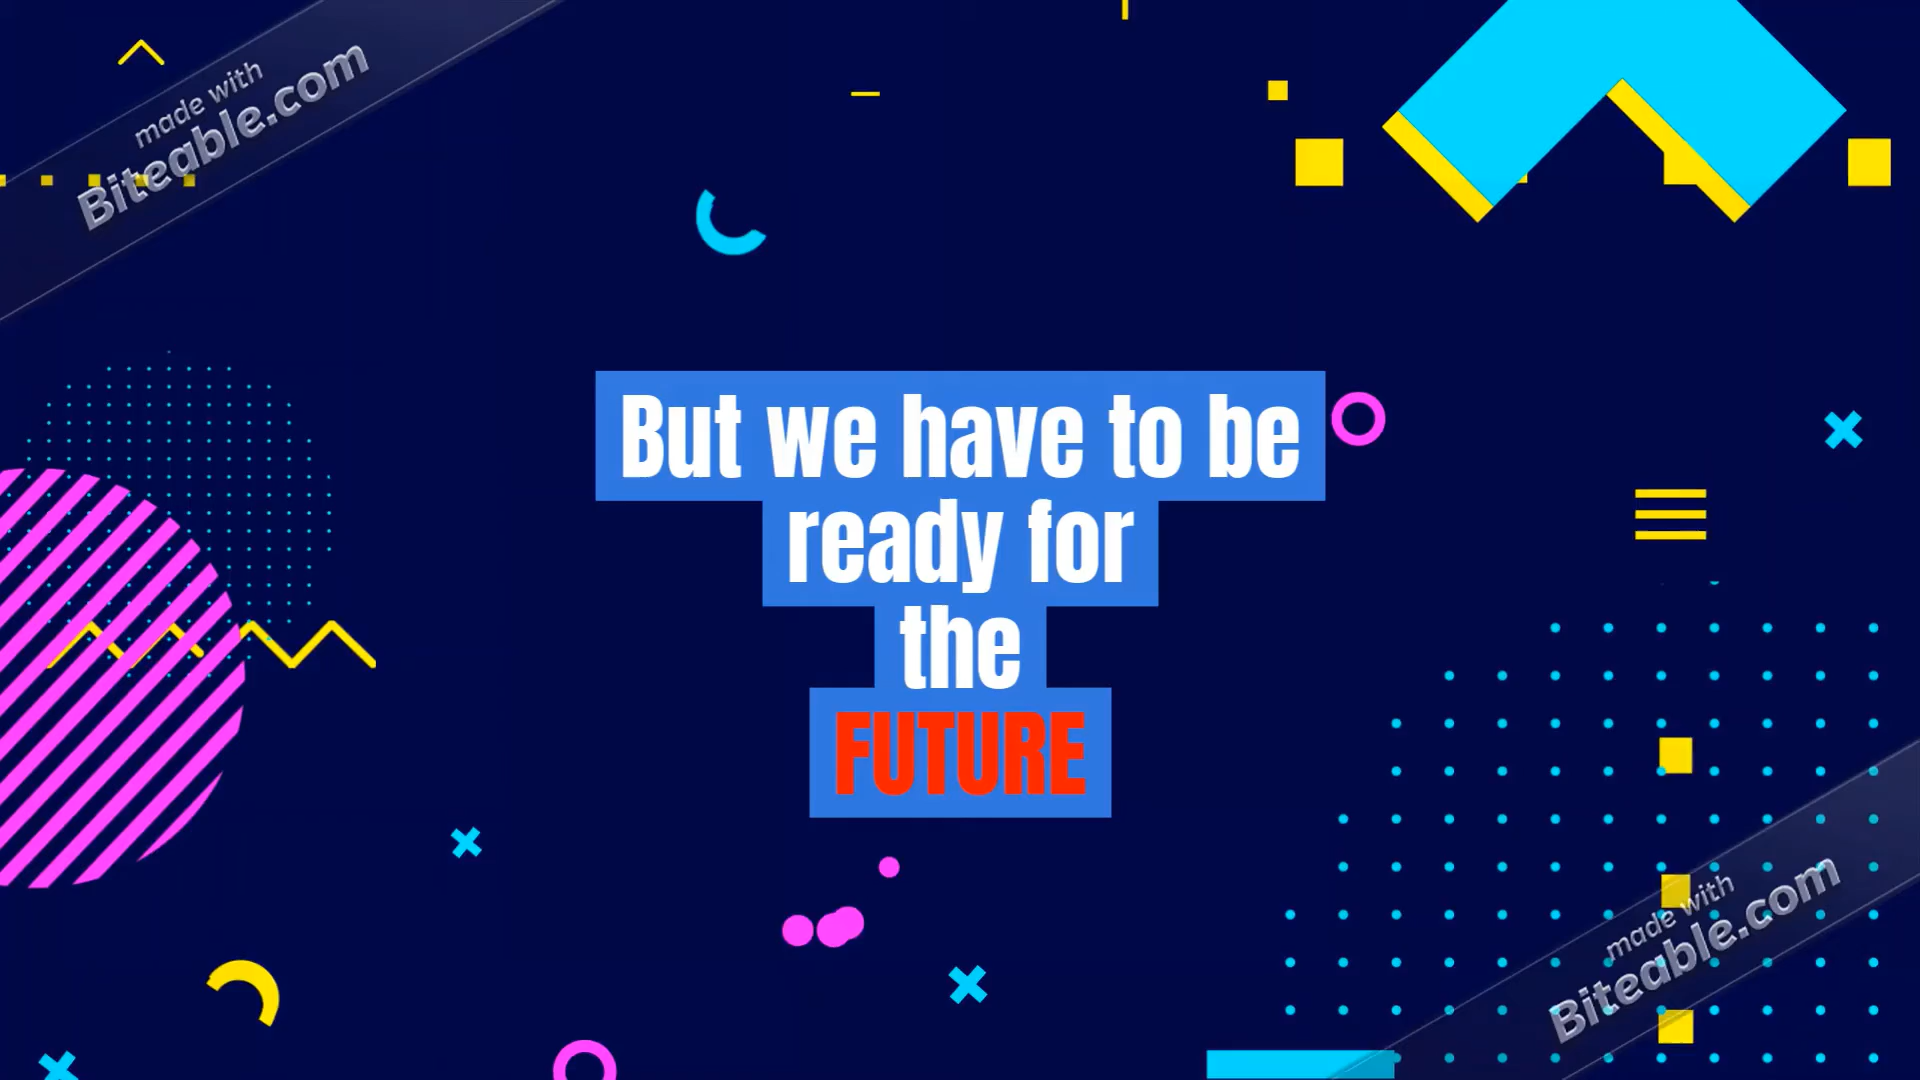 made with
Biteable.com
But we have to be
ready for
the
FUTURE
made with
Biteable.com